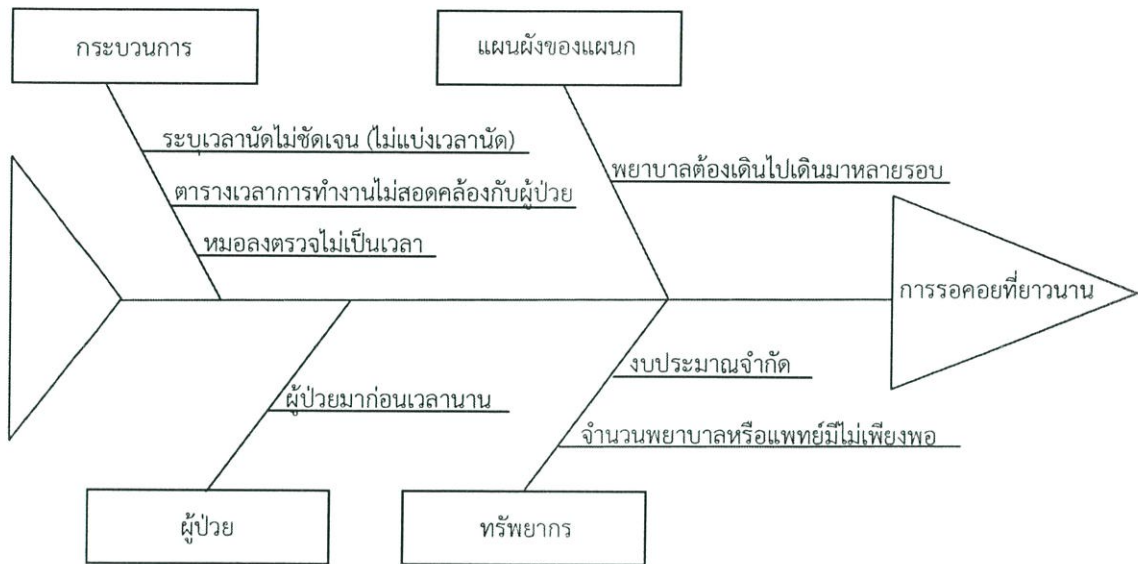 กระบวนการ
แผนผังของแผนก
ระบุเวลานัดไม่ชัดเจน (ไม่แบ่งเวลานัด)
พยาบาลต้องเดินไปเดินมาหลายรอบ
ตารางเวลาการทำงานไม่สอดคล้องกับผู้ป่วย
หมอลงตรวจไม่เป็นเวลา
การรอคอยที่ยาวนาน
งบประมาณจำกัด
ผู้ป่วยมาก่อนเวลานาน
จำนวนพยาบาลหรือแพทย์มีไม่เพียงพอ
ผู้ป่วย
ทรัพยากร